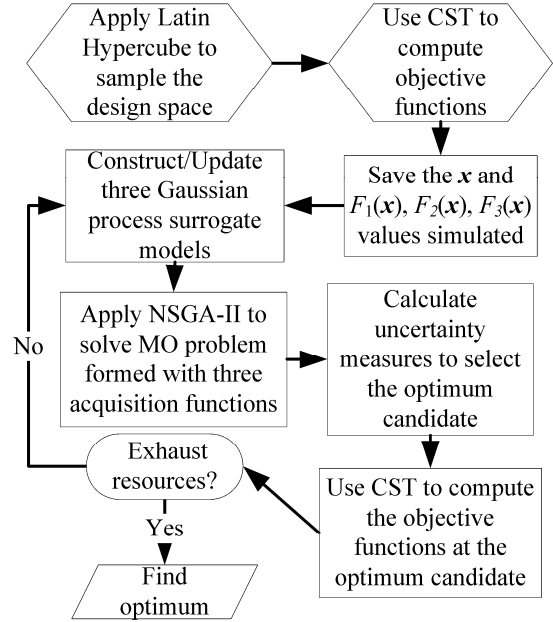 Apply Latin
Hypercube to
sample the
design space
Use CST to
compute
objective
functions
Save the x and
F₁(x), F₂(x), F₃(x)
values simulated
Construct/Update
three Gaussian
process surrogate
models
Apply NSGA-II to
solve MO problem
formed with three
acquisition functions
Calculate
uncertainty
measures to select
the optimum
candidate
Use CST to compute
the objective
functions at the
optimum candidate
Exhaust
resources?
No
Yes
Find
optimum